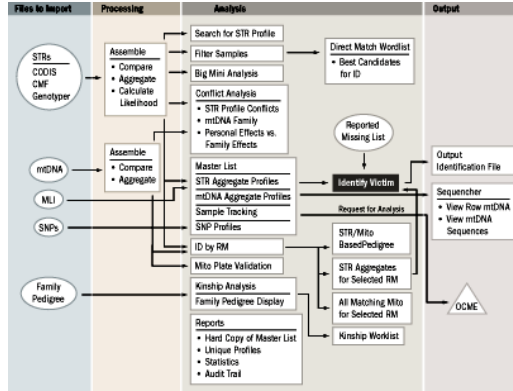 Files to Import
Processing
Analysis
Output
STRs
CODIS
CMF
Genotyper
mtDNA
MLI
SNPs
Family
Pedigree
Assemble
• Compare
• Aggregate
• Calculate
Likelihood
Assemble
• Compare
• Aggregate
Search for STR Profile
Filter Samples
Big Mini Analysis
Conflict Analysis
• STR Profile Conflicts
• mtDNA Family
• Personal Effects vs.
Family Effects
Master List
STR Aggregate Profiles
mtDNA Aggregate Profiles
Sample Tracking
SNP Profiles
ID by RM
Mito Plate Validation
Kinship Analysis
Family Pedigree Display
Reports
• Hard Copy of Master List
• Unique Profiles
• Statistics
• Audit Trail
Direct Match Wordlist
• Best Candidates
for ID
Reported
Missing List
Identify Victim
Request for Analysis
STR/Mito
BasedPedigree
STR Aggregates
for Selected RM
All Matching Mito
for Selected RM
Kinship Worklist
Output
Identification File
Sequencher
• View Row mtDNA
• View mtDNA
Sequences
OCME